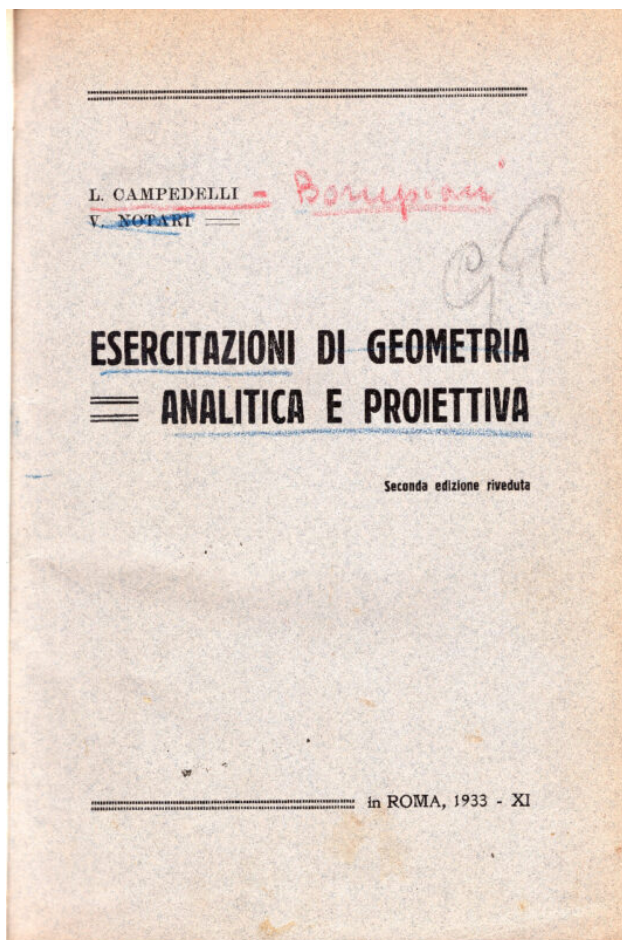 L. CAMPEDELLI - Bompiani
V. NOTARI
ESERCITAZIONI DI GEOMETRIA
ANALITICA E PROIETTIVA
Seconda edizione riveduta
in ROMA, 1933 - XI